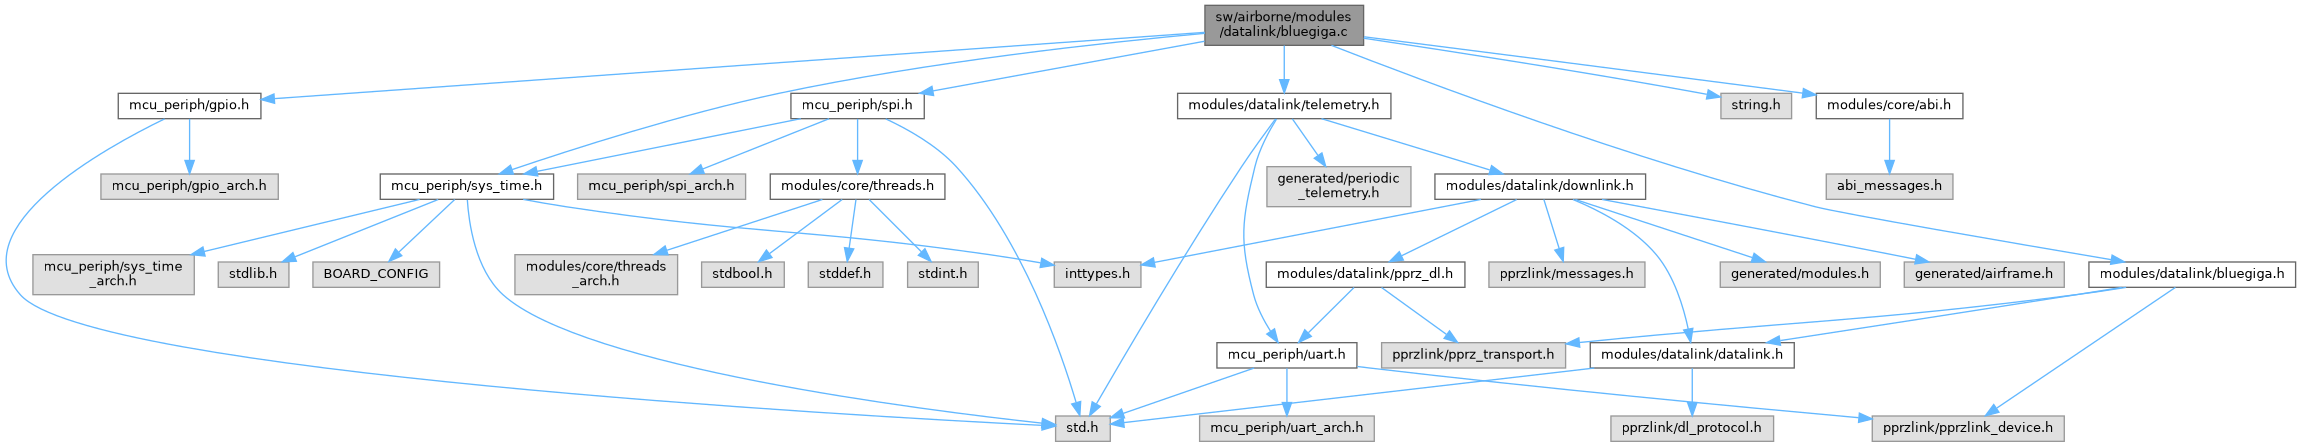 sw/airborne/modules
/datalink/bluegiga.c
mcu_periph/gpio.h
mcu_periph/spi.h
modules/datalink/telemetry.h
string.h
modules/core/abi.h
mcu_periph/gpio_arch.h
mcu_periph/sys_time.h
mcu_periph/spi_arch.h
modules/core/threads.h
generated/periodic
_telemetry.h
modules/datalink/downlink.h
abi_messages.h
mcu_periph/sys_time
_arch.h
stdlib.h
BOARD_CONFIG
modules/core/threads
_arch.h
stdbool.h
stddef.h
stdint.h
inttypes.h
modules/datalink/pprz_dl.h
pprzlink/messages.h
generated/modules.h
generated/airframe.h
modules/datalink/bluegiga.h
mcu_periph/uart.h
pprzlink/pprz_transport.h
modules/datalink/datalink.h
std.h
mcu_periph/uart_arch.h
pprzlink/dl_protocol.h
pprzlink/pprzlink_device.h